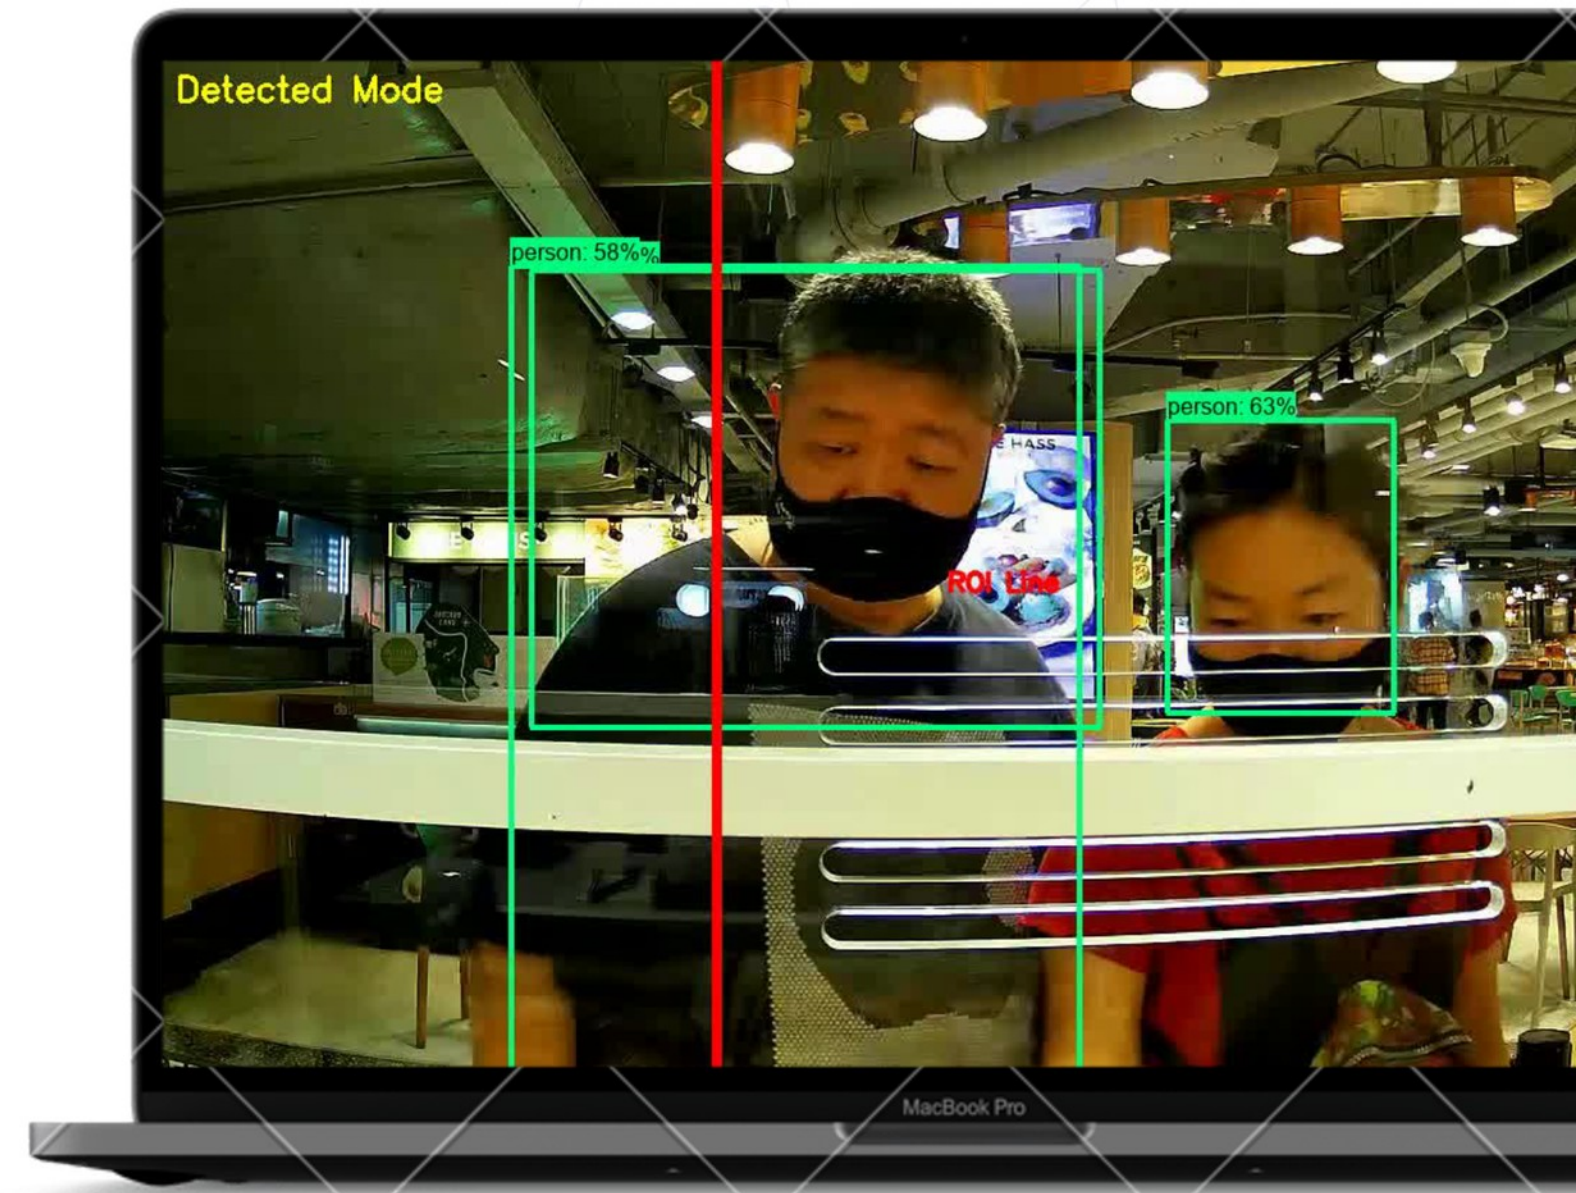 Detected Mode
person: 58%%
person: 63%
E HASS
ROI Line
MacBook Pro